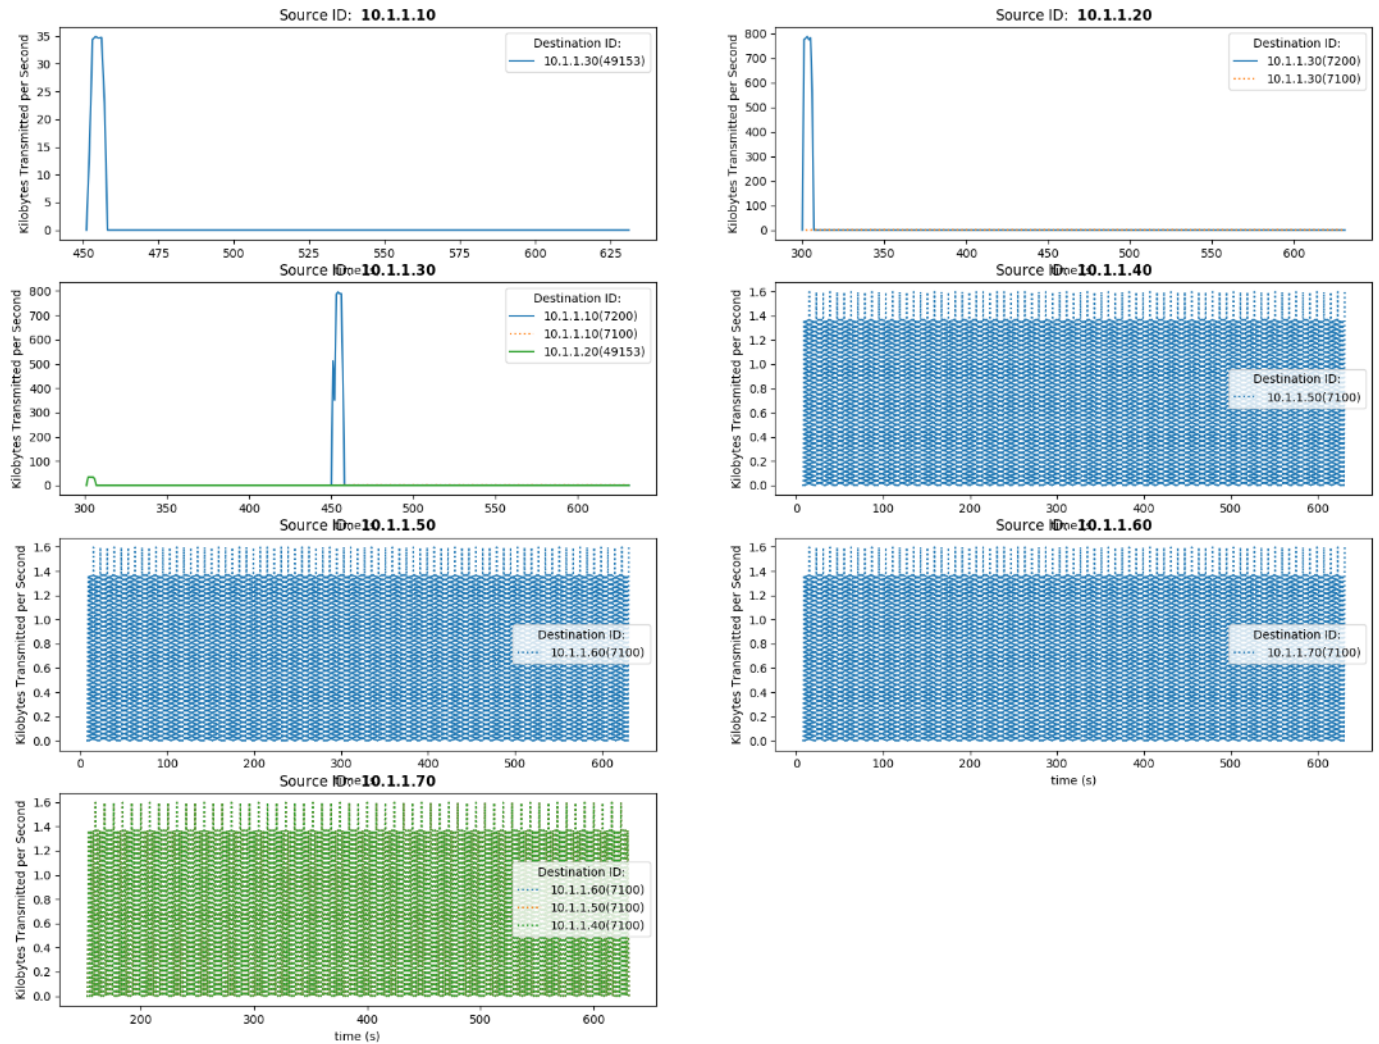 Source ID: 10.1.1.10
Kilobytes Transmitted per Second
35
30
25
20
15
10
5
0
Destination ID:
10.1.1.30(49153)
450 475 500 525 550 575 600 625
Source ID: 10.1.1.20
Kilobytes Transmitted per Second
800
700
600
500
400
300
200
100
0
Destination ID:
10.1.1.30(7200)
10.1.1.30(7100)
300 350 400 450 500 550 600
Source ID: 10.1.1.30
Kilobytes Transmitted per Second
800
700
600
500
400
300
200
100
0
Destination ID:
10.1.1.10(7200)
10.1.1.10(7100)
10.1.1.20(49153)
300 350 400 450 500 550 600
Source ID: 10.1.1.40
Kilobytes Transmitted per Second
1.6
1.4
1.2
1.0
0.8
0.6
0.4
0.2
0.0
Destination ID:
10.1.1.50(7100)
0 100 200 300 400 500 600
Source ID: 10.1.1.50
Kilobytes Transmitted per Second
1.6
1.4
1.2
1.0
0.8
0.6
0.4
0.2
0.0
Destination ID:
10.1.1.60(7100)
0 100 200 300 400 500 600
Source ID: 10.1.1.60
Kilobytes Transmitted per Second
1.6
1.4
1.2
1.0
0.8
0.6
0.4
0.2
0.0
Destination ID:
10.1.1.70(7100)
0 100 200 300 400 500 600
time (s)
Source ID: 10.1.1.70
Kilobytes Transmitted per Second
1.6
1.4
1.2
1.0
0.8
0.6
0.4
0.2
0.0
Destination ID:
10.1.1.60(7100)
10.1.1.50(7100)
10.1.1.40(7100)
200 300 400 500 600
time (s)